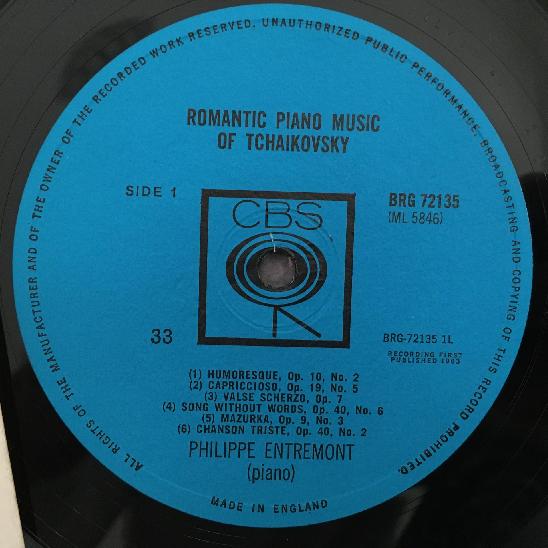 ALL RIGHTS OF THE MANUFACTURER AND OF THE OWNER OF THE RECORDED WORK RESERVED. UNAUTHORIZED PUBLIC PERFORMANCE, BROADCASTING AND COPYING OF THIS RECORD PROHIBITED.
ROMANTIC PIANO MUSIC
OF TCHAIKOVSKY
SIDE 1
BRG 72135
(ML 5846)
CBS
33
BRG-72135 1L
RECORDING FIRST
PUBLISHED 1963
(1) HUMORESQUE, Op. 10, No. 2
(2) CAPRICCIOSO, Op. 19, No. 5
(3) VALSE SCHERZO, Op. 7
(4) SONG WITHOUT WORDS, Op. 40, No. 6
(5) MAZURKA, Op. 9, No. 3
(6) CHANSON TRISTE, Op. 40, No. 2
PHILIPPE ENTREMONT
(piano)
MADE IN ENGLAND